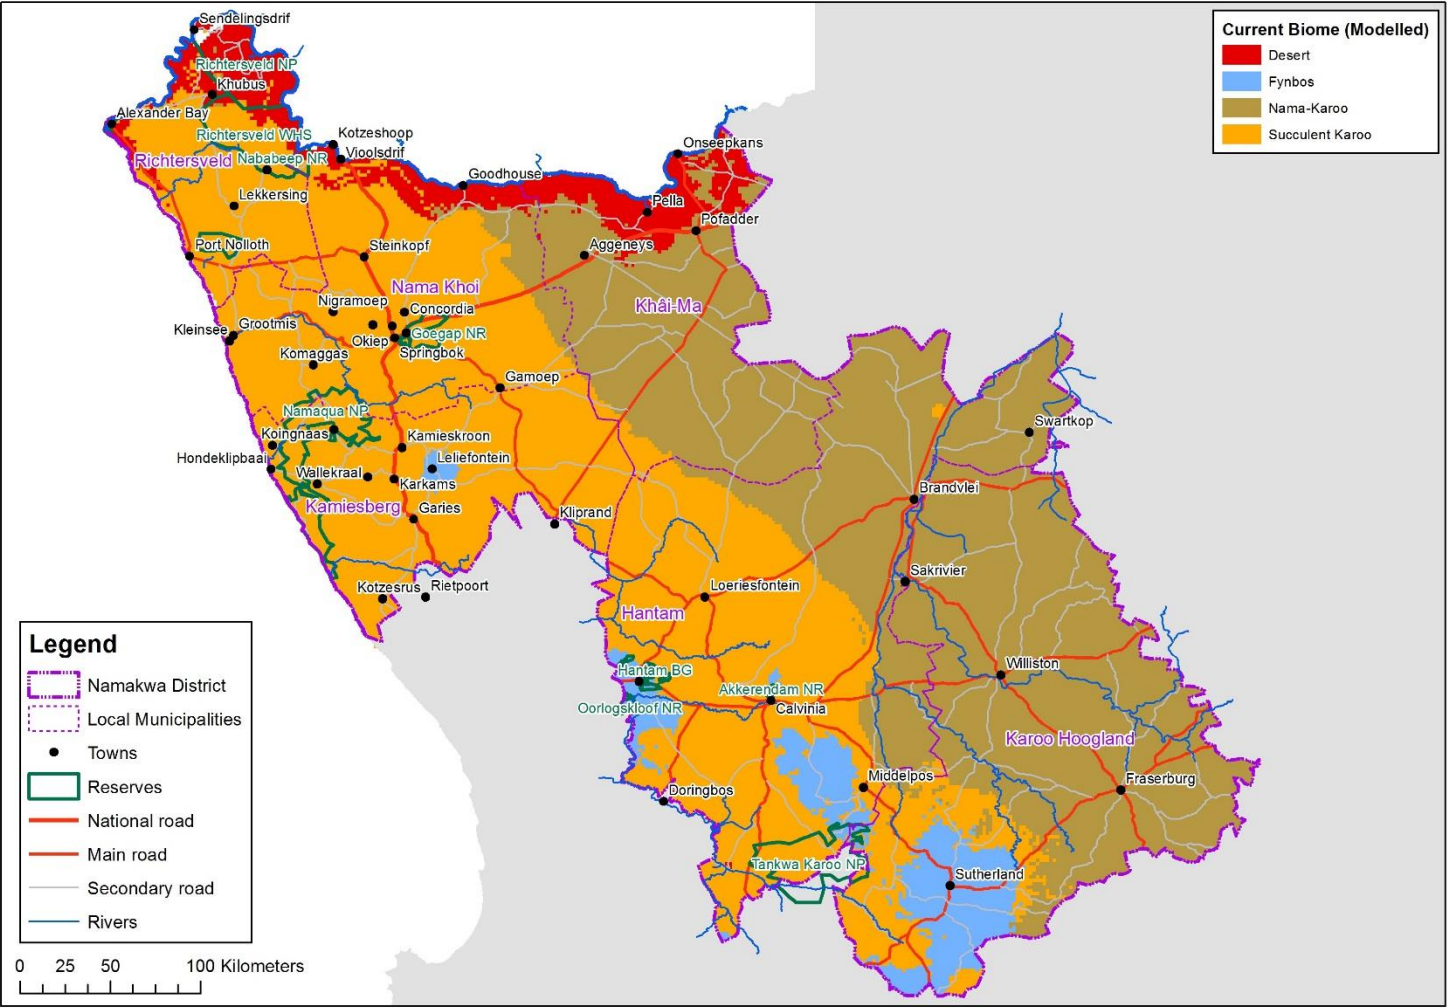 Sendelingsdrif
Current Biome (Modelled)
Desert
Fynbos
Nama-Karoo
Succulent Karoo
Richtersveld NP
Khubus
Alexander Bay
Richtersveld WHS
Kotzeshoop
Onseepkans
Richtersveld
Nababeep NR
Vioolsdrif
Goodhouse
Lekkersing
Pella
Pofadder
Port Nolloth
Steinkopf
Aggeneys
Nama Khoi
Nigramoep
Concordia
Khâi-Ma
Kleinsee
Grootmis
Okiep
Goegap NR
Komaggas
Springbok
Gamoep
Namaqua NP
Koingnaas
Kamieskroon
Swartkop
Hondeklipbaai
Wallekraal
Leliefontein
Karkams
Brandvlei
Kamiesberg
Garies
Kliprand
Sakrivier
Kotzesrus
Rietpoort
Loeriesfontein
Hantam
Legend
Namakwa District
Local Municipalities
Towns
Reserves
National road
Main road
Secondary road
Rivers
Hantam BG
Williston
Akkerendam NR
Oorlogskloof NR
Calvinia
Karoo Hoogland
Middelpos
Fraserburg
Doringbos
Tankwa Karoo NP
Sutherland
0 25 50 100 Kilometers